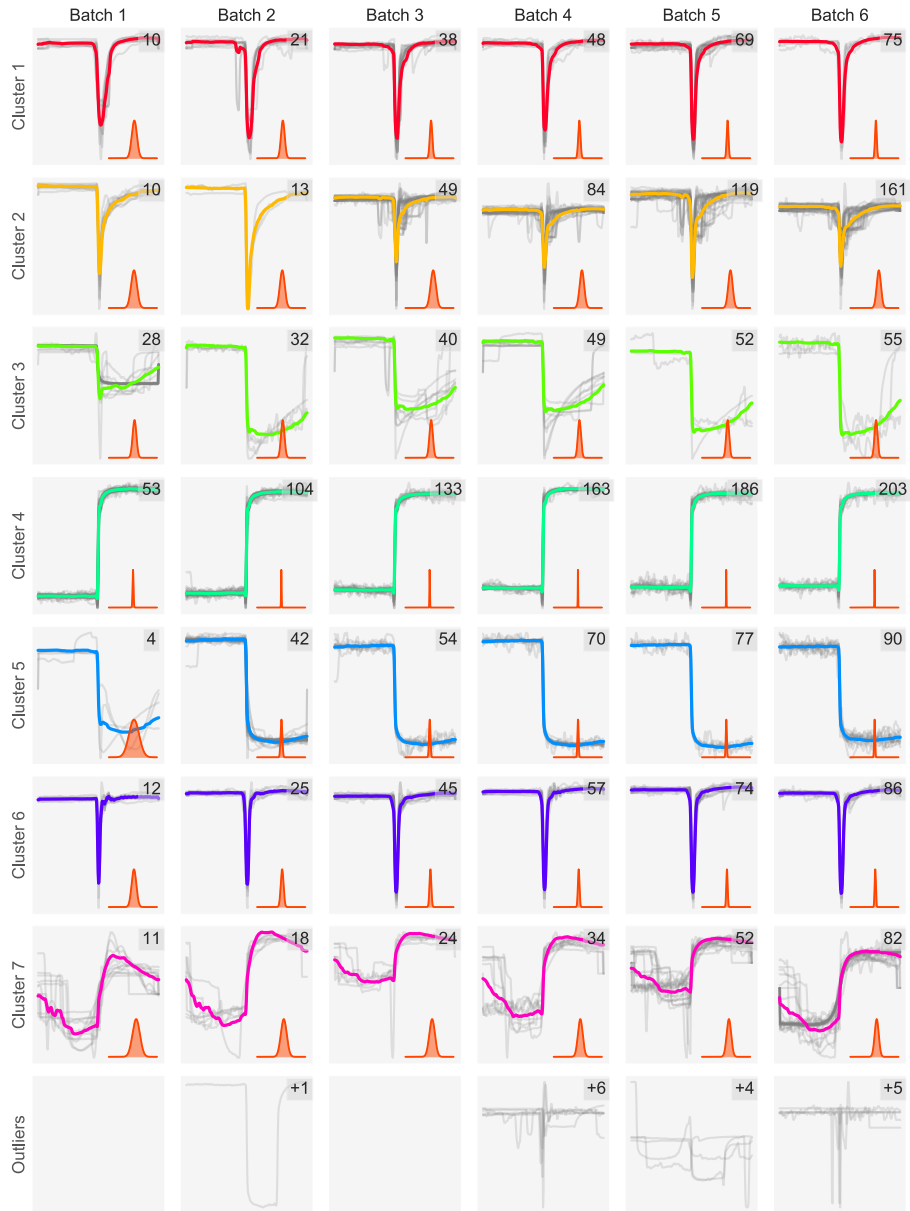 Batch 1 Batch 2 Batch 3 Batch 4 Batch 5 Batch 6
Cluster 1 10 21 38 48 69 75
Cluster 2 10 13 49 84 119 161
Cluster 3 28 32 40 49 52 55
Cluster 4 53 104 133 163 186 203
Cluster 5 4 42 54 70 77 90
Cluster 6 12 25 45 57 74 86
Cluster 7 11 18 24 34 52 82
Outliers +1 +6 +4 +5